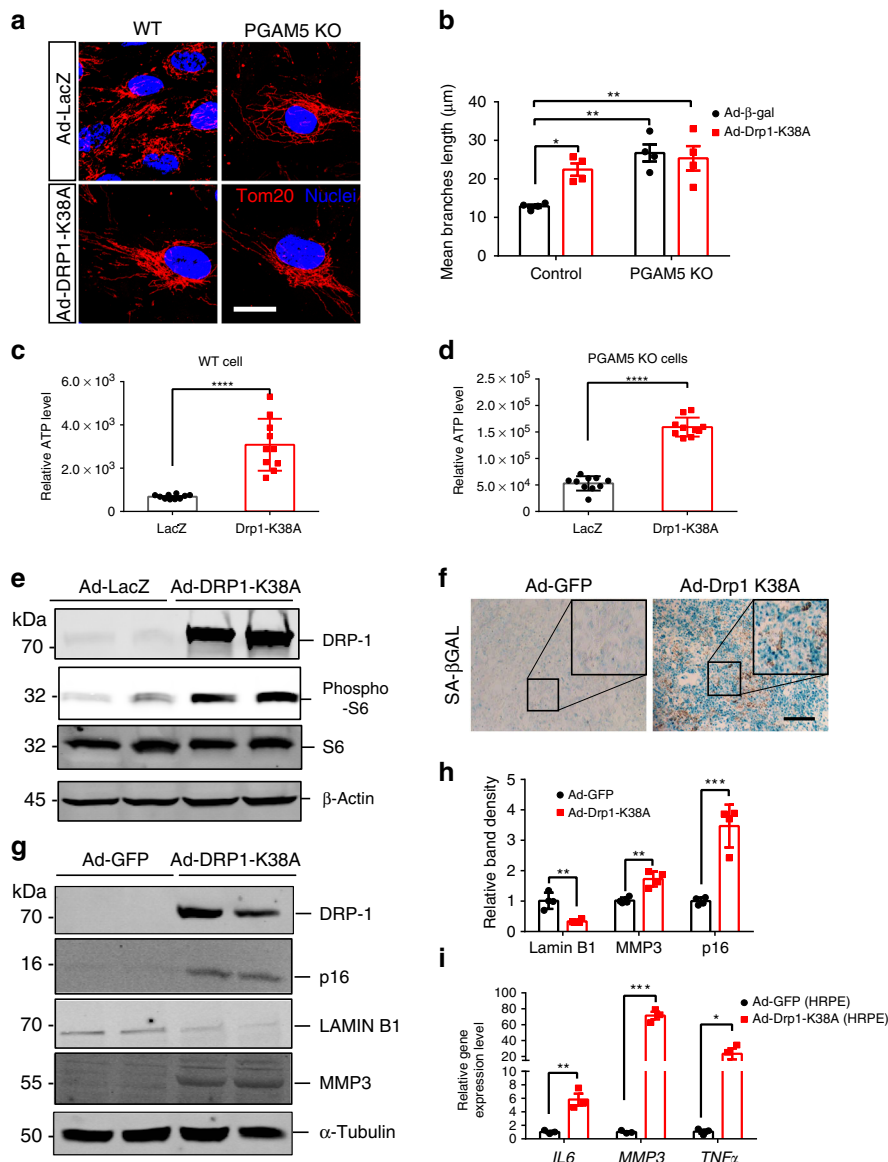 a
WT
PGAM5 KO
Ad-LacZ
Ad-DRP1-K38A
Tom20 Nuclei
b
Mean branches length (μm)
40
30
20
10
0
**
**
*
Ad-β-gal
Ad-Drp1-K38A
Control
PGAM5 KO
c
WT cell
Relative ATP level
6.0 × 10³
4.0 × 10³
2.0 × 10³
0
****
LacZ
Drp1-K38A
d
PGAM5 KO cells
Relative ATP level
2.5 × 10⁵
2.0 × 10⁵
1.5 × 10⁵
1.0 × 10⁵
5.0 × 10⁴
0
****
LacZ
Drp1-K38A
e
Ad-LacZ Ad-DRP1-K38A
kDa
70
DRP-1
32
Phospho
-S6
32
S6
45
β-Actin
f
Ad-GFP
Ad-Drp1 K38A
SA-βGAL
g
Ad-GFP Ad-DRP1-K38A
kDa
70
DRP-1
16
p16
70
LAMIN B1
55
MMP3
50
α-Tubulin
h
Relative band density
5
4
3
2
1
0
Ad-GFP
Ad-Drp1-K38A
**
**
***
Lamin B1
MMP3
p16
i
Relative gene
expression level
100
80
60
40
20
6
4
2
0
**
***
*
Ad-GFP (HRPE)
Ad-Drp1-K38A (HRPE)
IL6
MMP3
TNFα